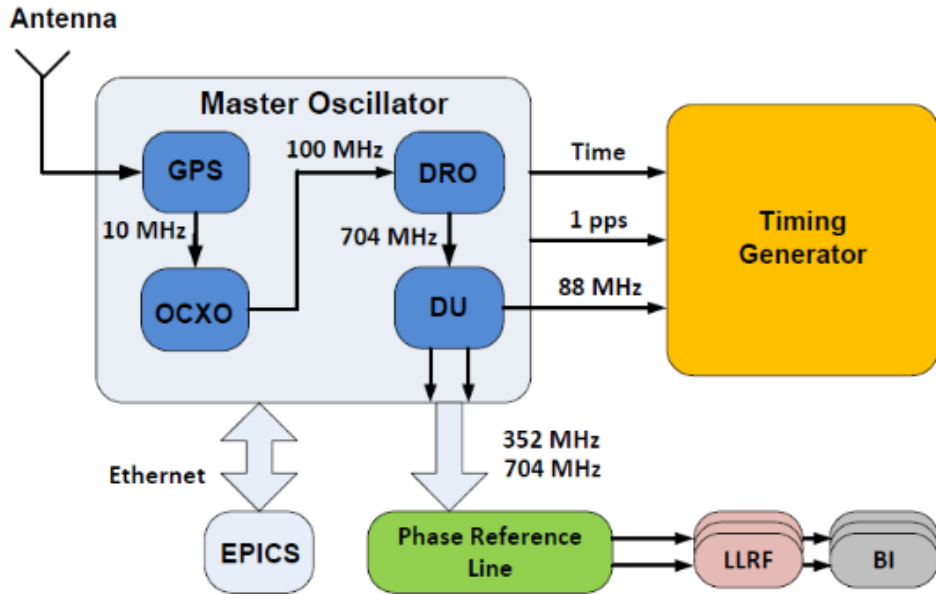 Antenna
Master Oscillator
GPS
100 MHz
DRO
Time
10 MHz
704 MHz
1 pps
Timing
Generator
OCXO
DU
88 MHz
Ethernet
352 MHz
704 MHz
EPICS
Phase Reference
Line
LLRF
BI